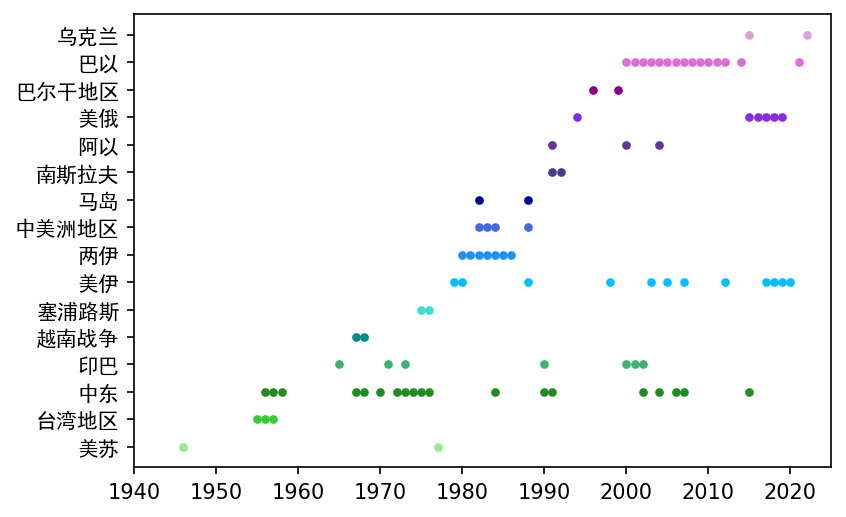 乌克兰
巴以
巴尔干地区
美俄
阿以
南斯拉夫
马岛
中美洲地区
两伊
美伊
塞浦路斯
越南战争
印巴
中东
台湾地区
美苏
1940 1950 1960 1970 1980 1990 2000 2010 2020